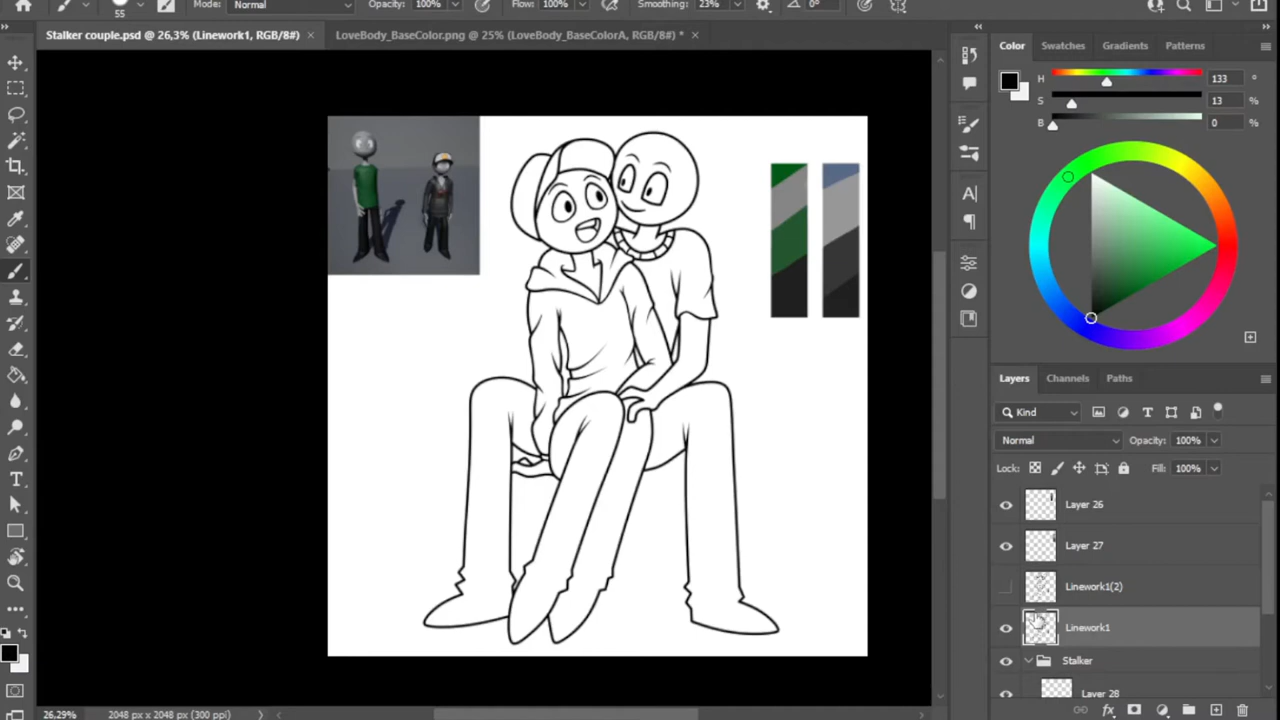 55 Mode: Normal Opacity: 100% Flow: 100% Smoothing: 23% 0°
Stalker couple.psd @ 26,3% (Linework1, RGB/8#) × LoveBody_BaseColor.png @ 25% (LoveBody_BaseColorA, RGB/8#) * ×
Color Swatches Gradients Patterns
H 133 °
S 13 %
B 0 %
Layers Channels Paths
Kind
Normal Opacity: 100%
Lock: Fill: 100%
Layer 26
Layer 27
Linework1(2)
Linework1
Stalker
Layer 28
26,29% 2048 px x 2048 px (300 ppi)